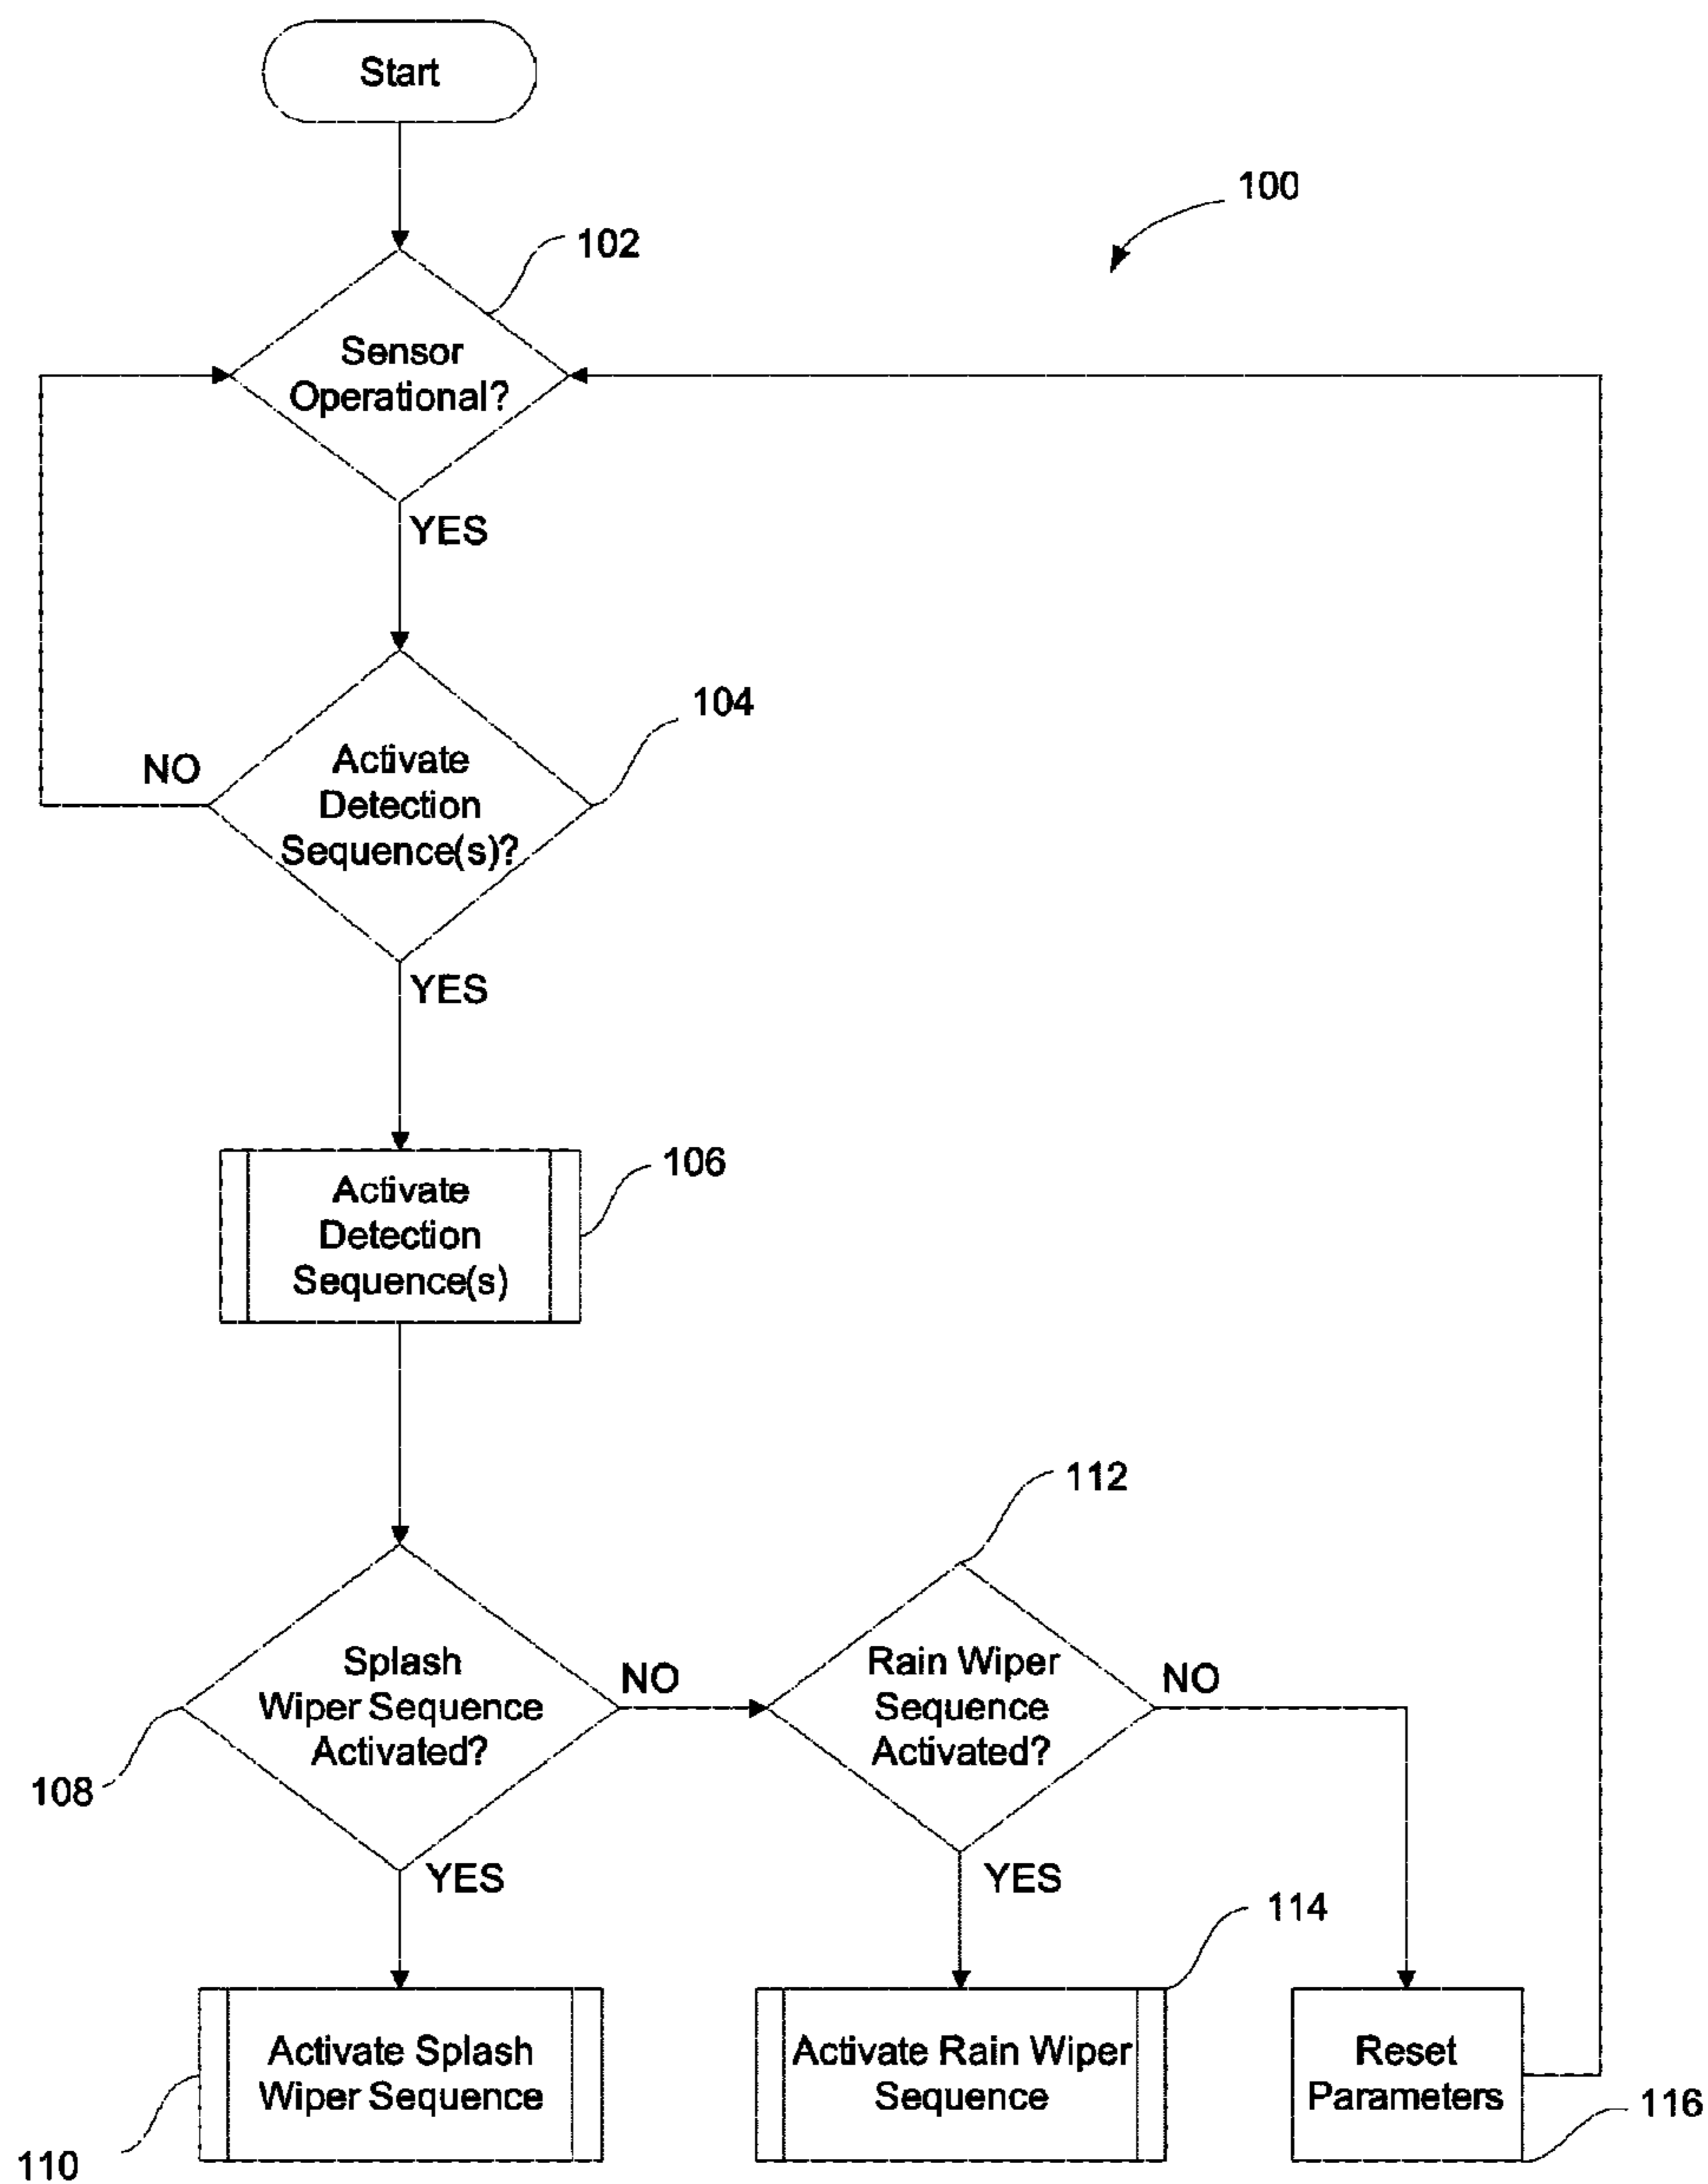 Start
100
102
Sensor
Operational?
YES
104
NO
Activate
Detection
Sequence(s)?
YES
106
Activate
Detection
Sequence(s)
112
Splash
Wiper Sequence
Activated?
NO
Rain Wiper
Sequence
Activated?
NO
108
YES
YES
114
Activate Splash
Wiper Sequence
Activate Rain Wiper
Sequence
Reset
Parameters
116
110